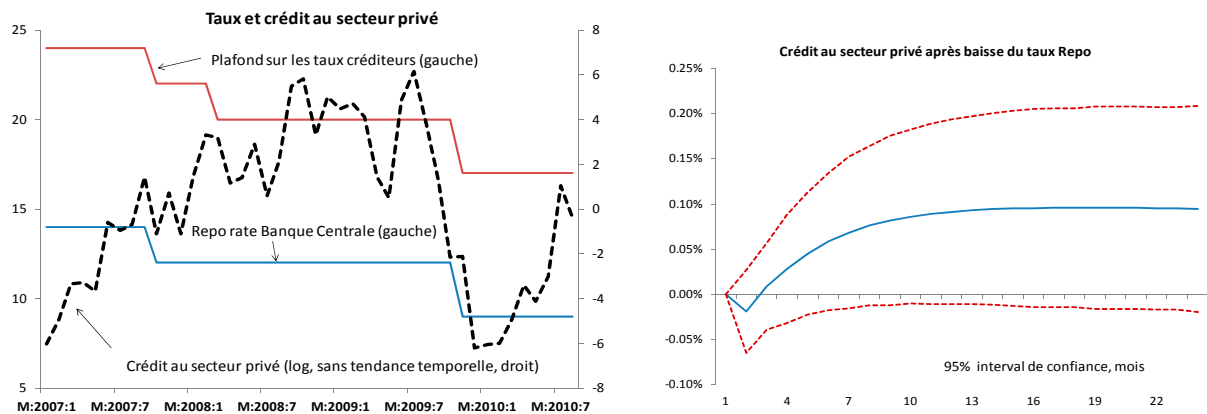 Taux et crédit au secteur privé
25
20
15
10
5
8
6
4
2
0
-2
-4
-6
-8
Plafond sur les taux créditeurs (gauche)
Repo rate Banque Centrale (gauche)
Crédit au secteur privé (log, sans tendance temporelle, droit)
M:2007:1 M:2007:7 M:2008:1 M:2008:7 M:2009:1 M:2009:7 M:2010:1 M:2010:7
Crédit au secteur privé après baisse du taux Repo
0.25%
0.20%
0.15%
0.10%
0.05%
0.00%
-0.05%
-0.10%
95% interval de confiance, mois
1 4 7 10 13 16 19 22